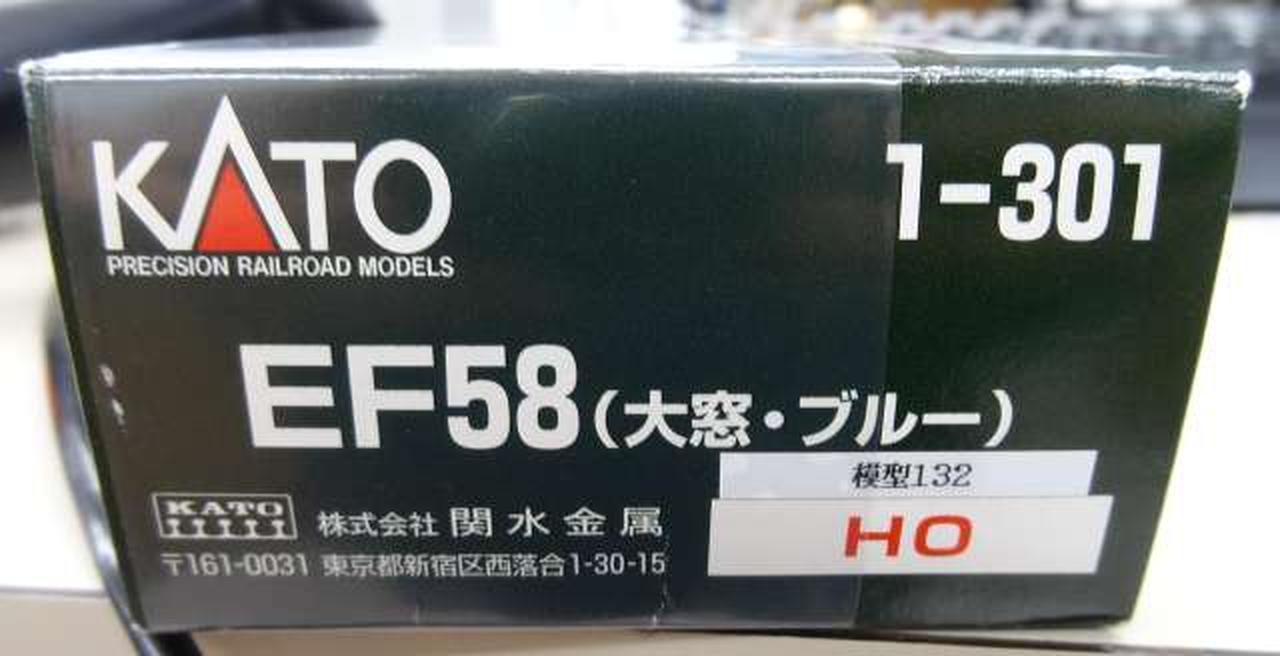 KATO 1-301
PRECISION RAILROAD MODELS
EF58(大窓・ブルー)
模型132
HO
KATO 株式会社 関水金属
〒161-0031 東京都新宿区西落合1-30-15